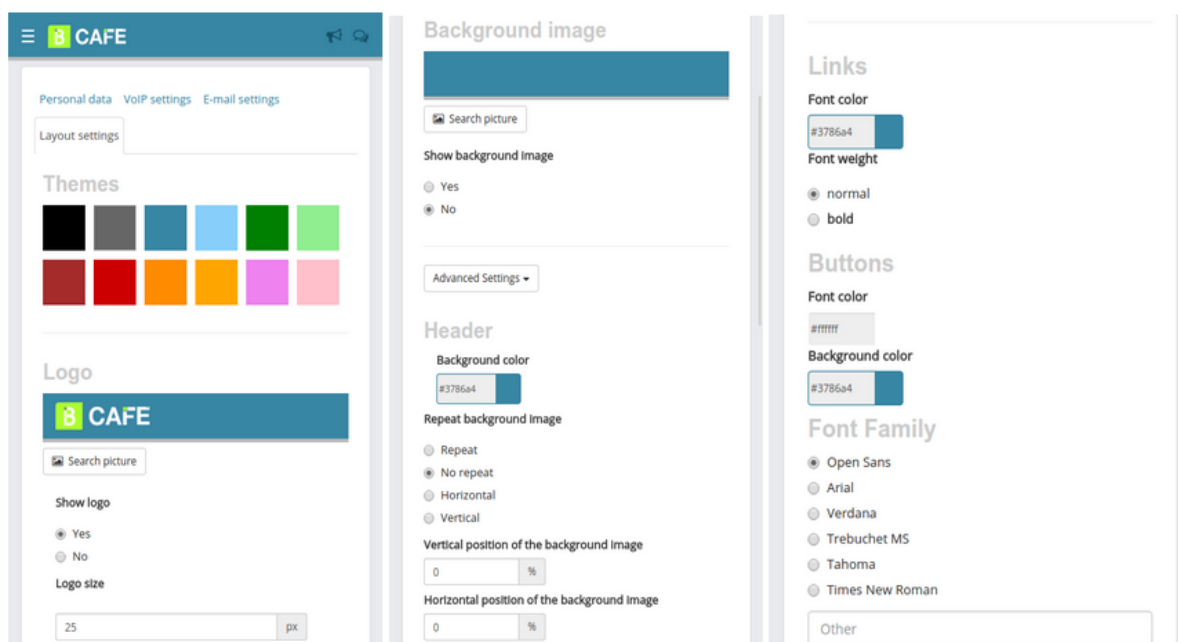 B CAFE
Personal data VoIP settings E-mail settings
Layout settings
Themes
Logo
B CAFE
Search picture
Show logo
Yes
No
Logo size
25 px
Background image
Search picture
Show background image
Yes
No
Advanced Settings
Header
Background color
#3786a4
Repeat background image
Repeat
No repeat
Horizontal
Vertical
Vertical position of the background image
0 %
Horizontal position of the background image
0 %
Links
Font color
#3786a4
Font weight
normal
bold
Buttons
Font color
#ffffff
Background color
#3786a4
Font Family
Open Sans
Arial
Verdana
Trebuchet MS
Tahoma
Times New Roman
Other